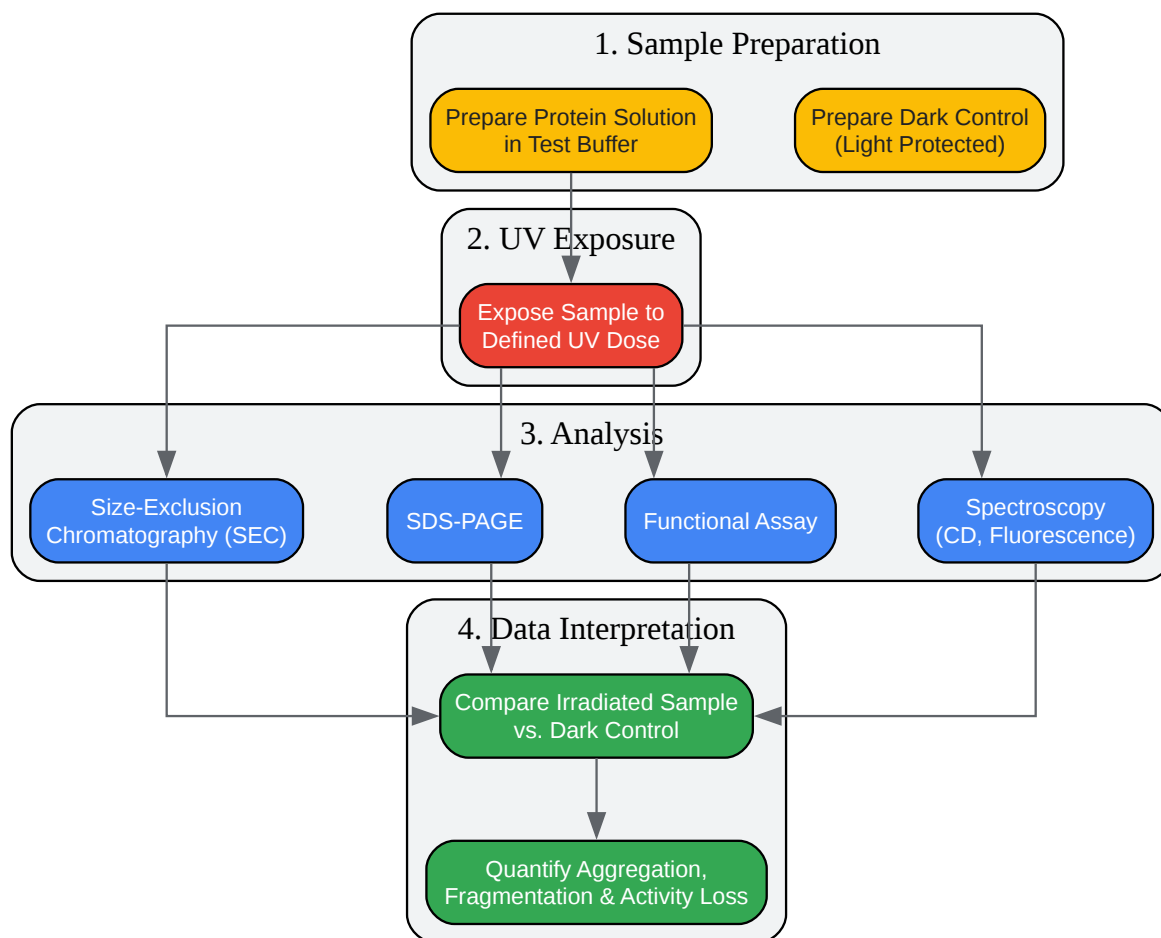 1. Sample Preparation
Prepare Protein Solution
in Test Buffer
Prepare Dark Control
(Light Protected)
2. UV Exposure
Expose Sample to
Defined UV Dose
3. Analysis
Size-Exclusion
Chromatography (SEC)
SDS-PAGE
Functional Assay
Spectroscopy
(CD, Fluorescence)
4. Data Interpretation
Compare Irradiated Sample
vs. Dark Control
Quantify Aggregation,
Fragmentation & Activity Loss